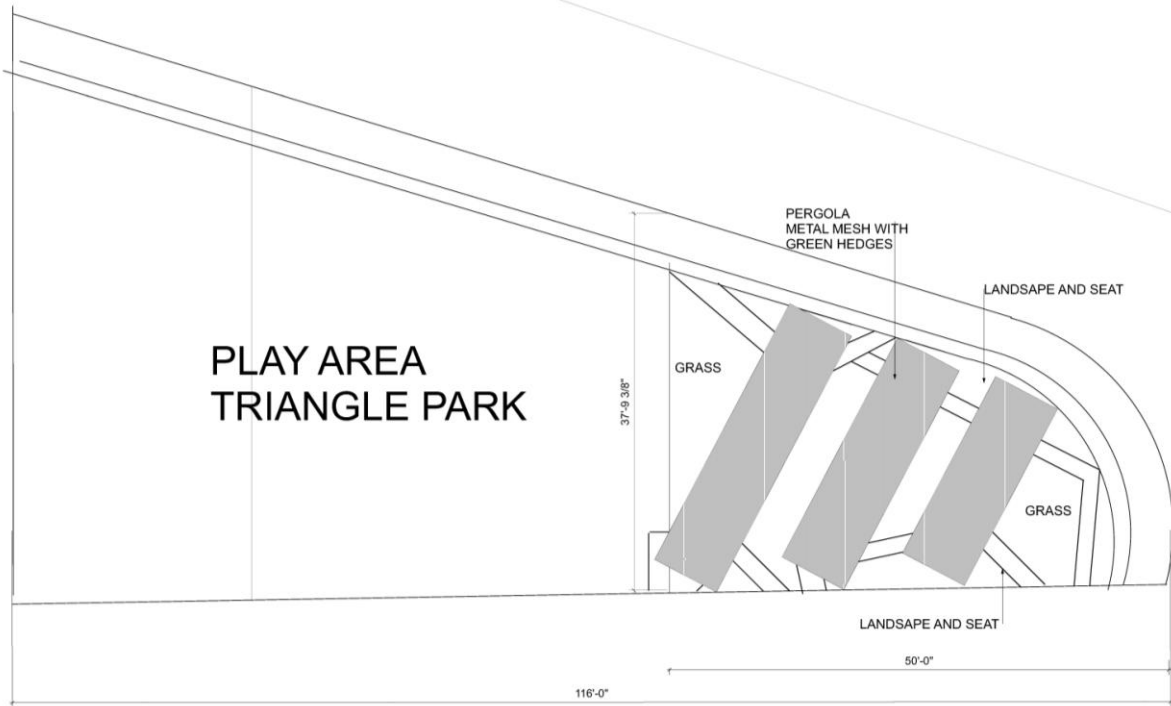 PERGOLA
METAL MESH WITH
GREEN HEDGES
LANDSAPE AND SEAT
PLAY AREA
TRIANGLE PARK
GRASS
37'-9 3/8"
GRASS
LANDSAPE AND SEAT
50'-0"
116'-0"